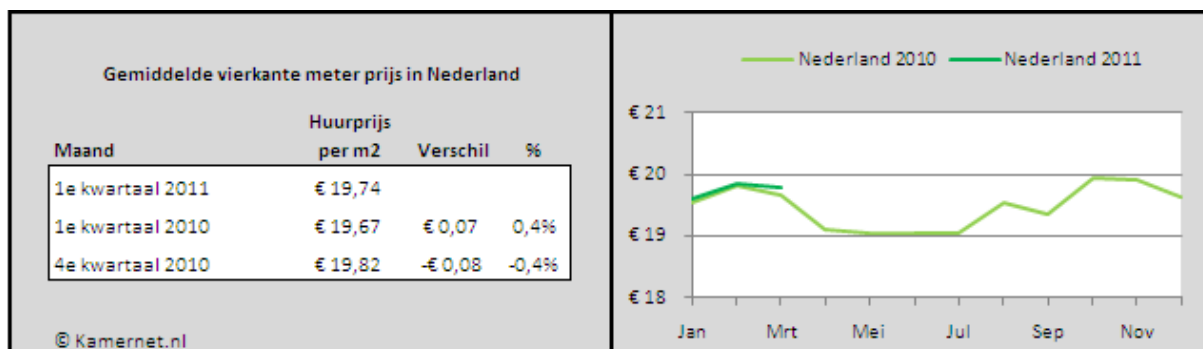 Gemiddelde vierkante meter prijs in Nederland
Huurprijs
Maand per m2 Verschil %
1e kwartaal 2011 € 19,74
1e kwartaal 2010 € 19,67 € 0,07 0,4%
4e kwartaal 2010 € 19,82 -€ 0,08 -0,4%
© Kamernet.nl
Nederland 2010 Nederland 2011
€ 21
€ 20
€ 19
€ 18
Jan Mrt Mei Jul Sep Nov